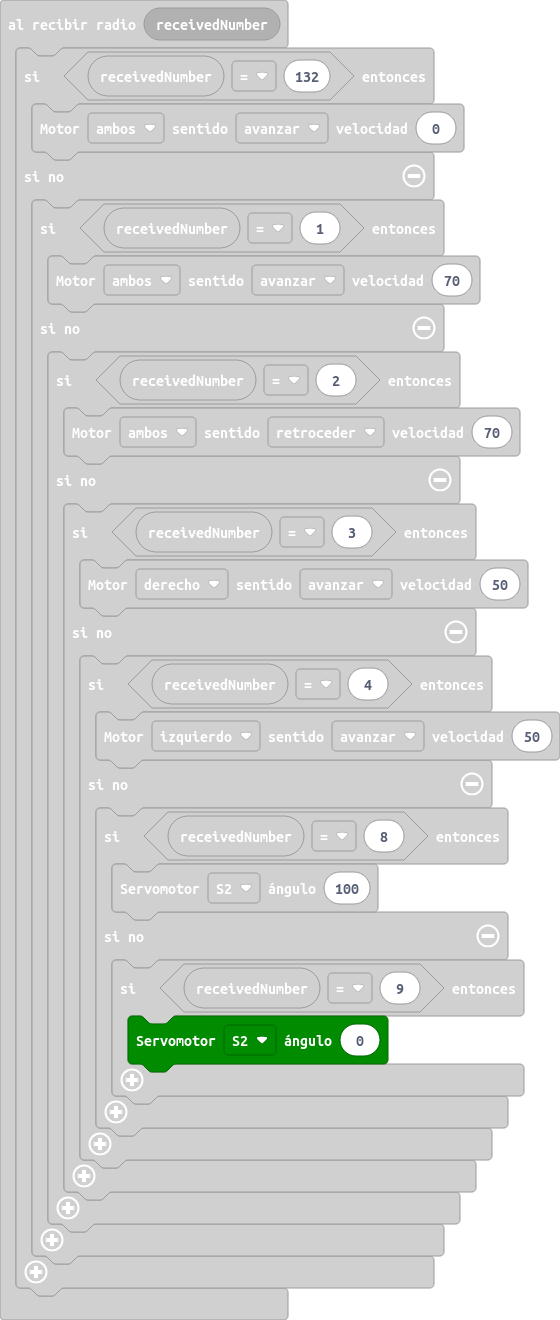 al recibir radio receivedNumber
si receivedNumber = 132 entonces
Motor ambos sentido avanzar velocidad 0
si no
si receivedNumber = 1 entonces
Motor ambos sentido avanzar velocidad 70
si no
si receivedNumber = 2 entonces
Motor ambos sentido retroceder velocidad 70
si no
si receivedNumber = 3 entonces
Motor derecho sentido avanzar velocidad 50
si no
si receivedNumber = 4 entonces
Motor izquierdo sentido avanzar velocidad 50
si no
si receivedNumber = 8 entonces
Servomotor S2 ángulo 100
si no
si receivedNumber = 9 entonces
Servomotor S2 ángulo 0